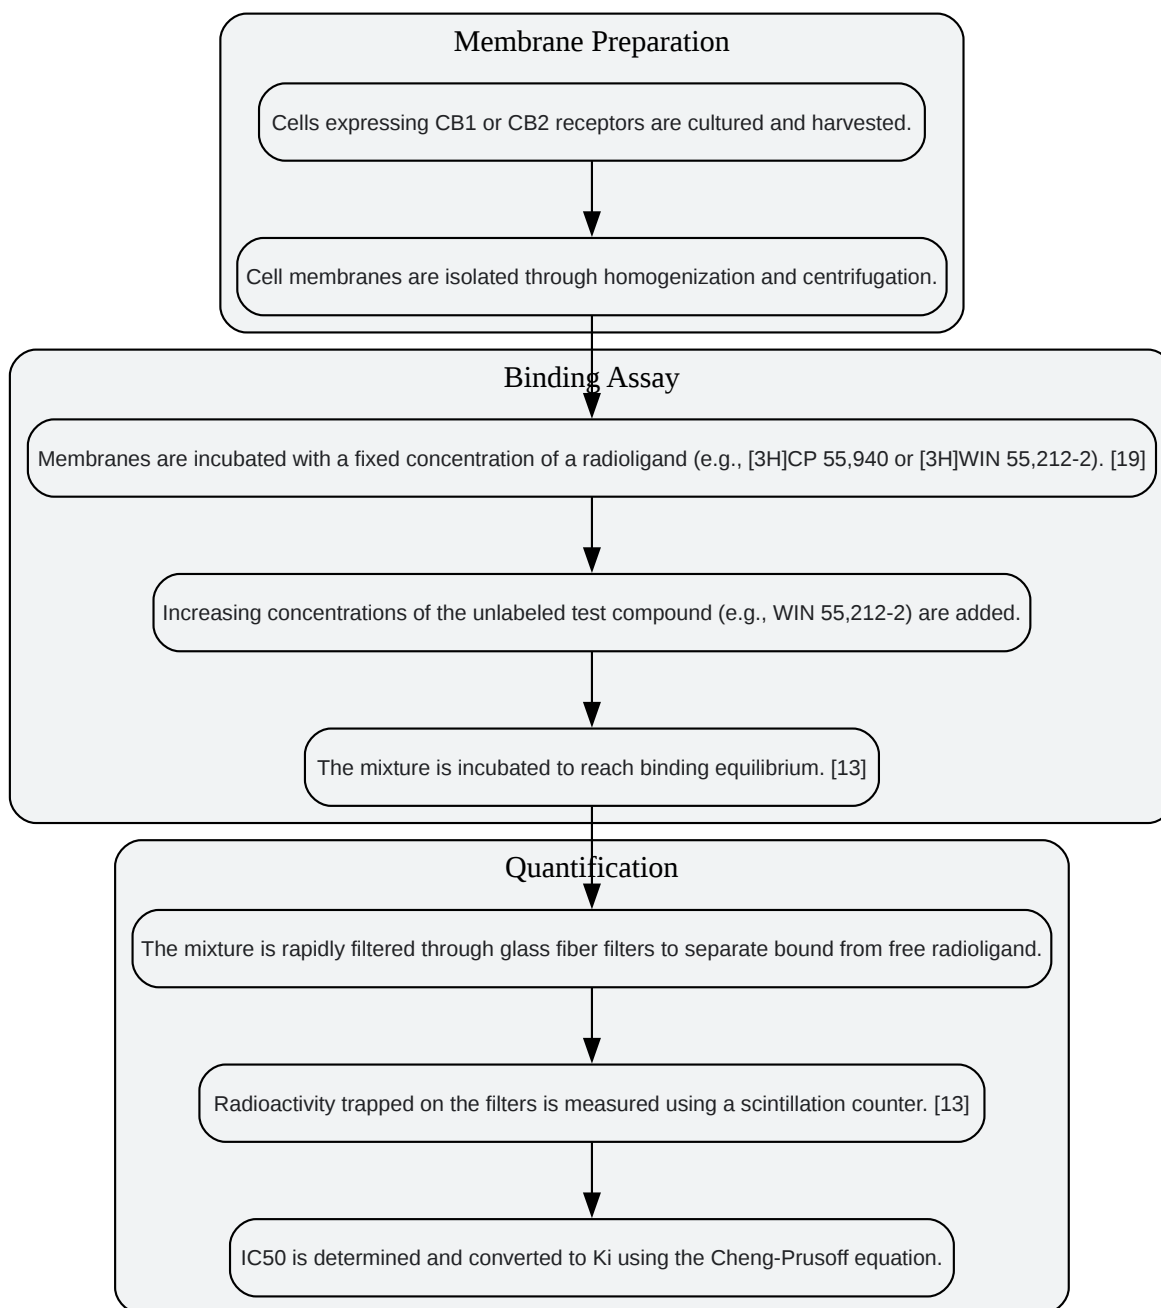 Membrane Preparation
Cells expressing CB1 or CB2 receptors are cultured and harvested.
Cell membranes are isolated through homogenization and centrifugation.
Binding Assay
Membranes are incubated with a fixed concentration of a radioligand (e.g., [3H]CP 55,940 or [3H]WIN 55,212-2). [19]
Increasing concentrations of the unlabeled test compound (e.g., WIN 55,212-2) are added.
The mixture is incubated to reach binding equilibrium. [13]
Quantification
The mixture is rapidly filtered through glass fiber filters to separate bound from free radioligand.
Radioactivity trapped on the filters is measured using a scintillation counter. [13]
IC50 is determined and converted to Ki using the Cheng-Prusoff equation.